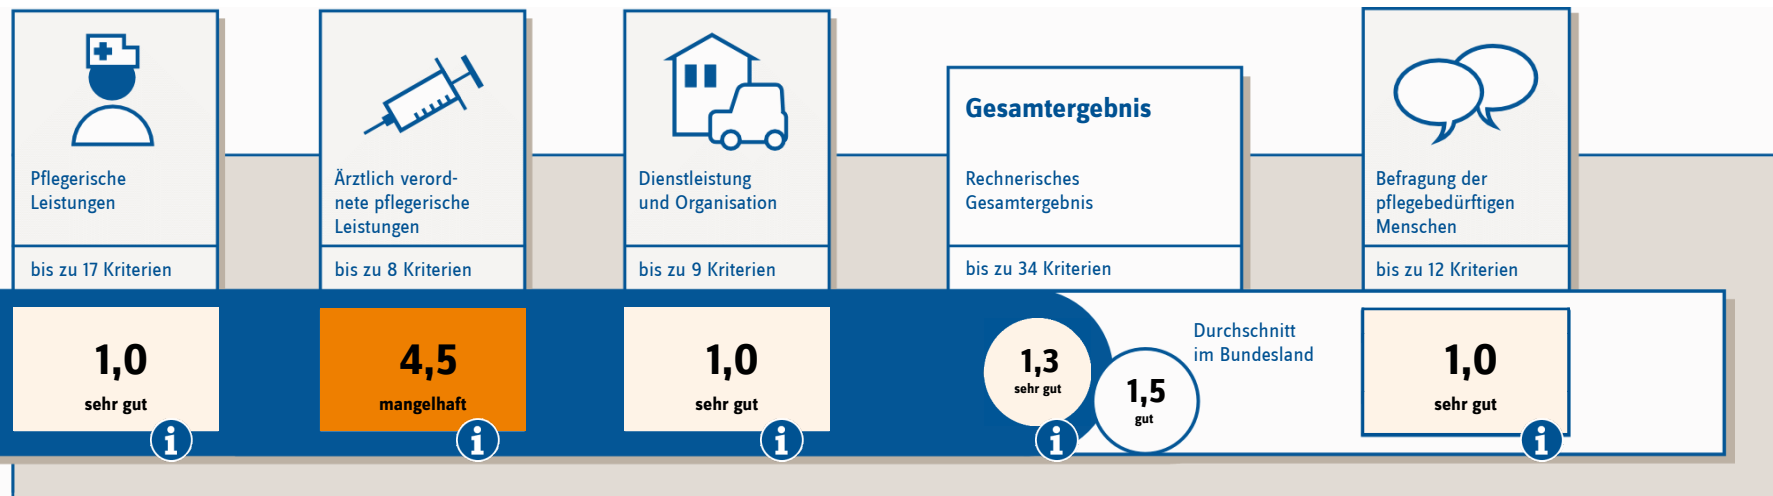 Pflegerische
Leistungen
bis zu 17 Kriterien
1,0
sehr gut
i
Ärztlich verord-
nete pflegerische
Leistungen
bis zu 8 Kriterien
4,5
mangelhaft
i
Dienstleistung
und Organisation
bis zu 9 Kriterien
1,0
sehr gut
i
Gesamtergebnis
Rechnerisches
Gesamtergebnis
bis zu 34 Kriterien
1,3
sehr gut
i
1,5
gut
Durchschnitt
im Bundesland
Befragung der
pflegebedürftigen
Menschen
bis zu 12 Kriterien
1,0
sehr gut
i